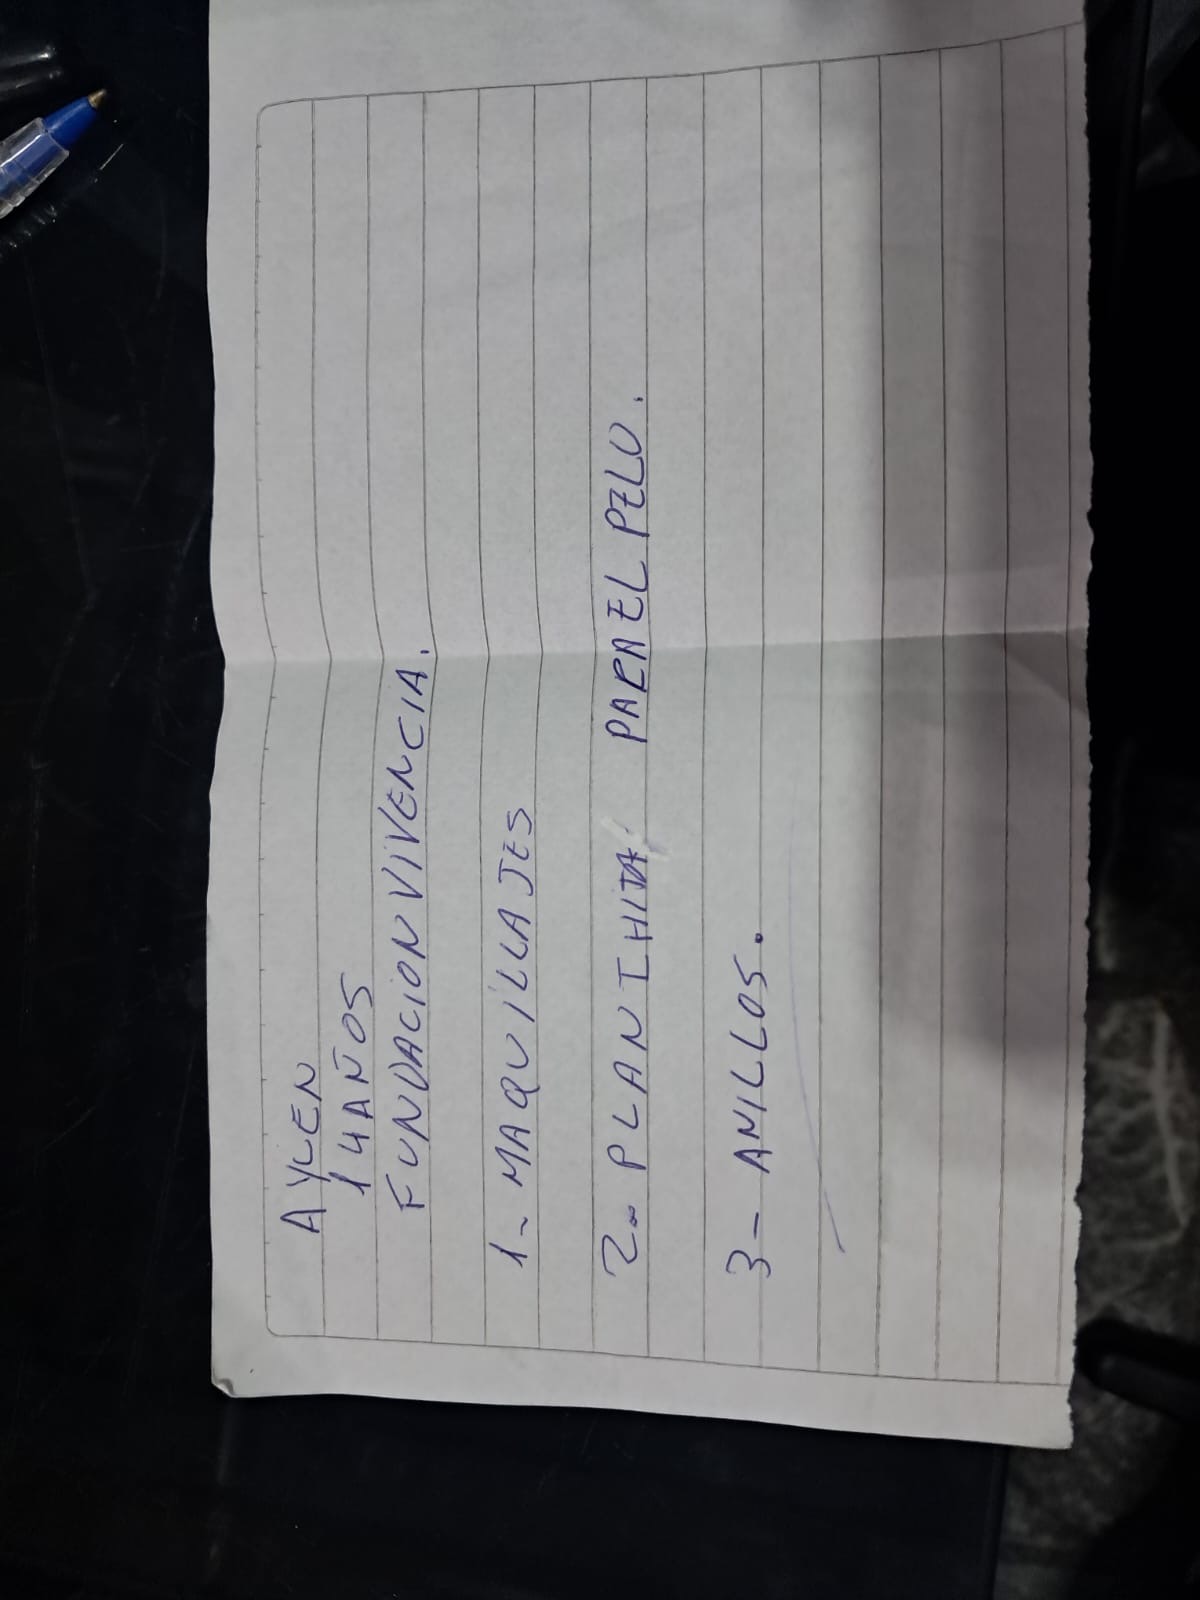 AYLEN
14 AÑOS
FUNDACION VIVENCIA.
1- MAQUILLAJES
2. PLANCHITA PARA EL PELO.
3- ANILLOS.